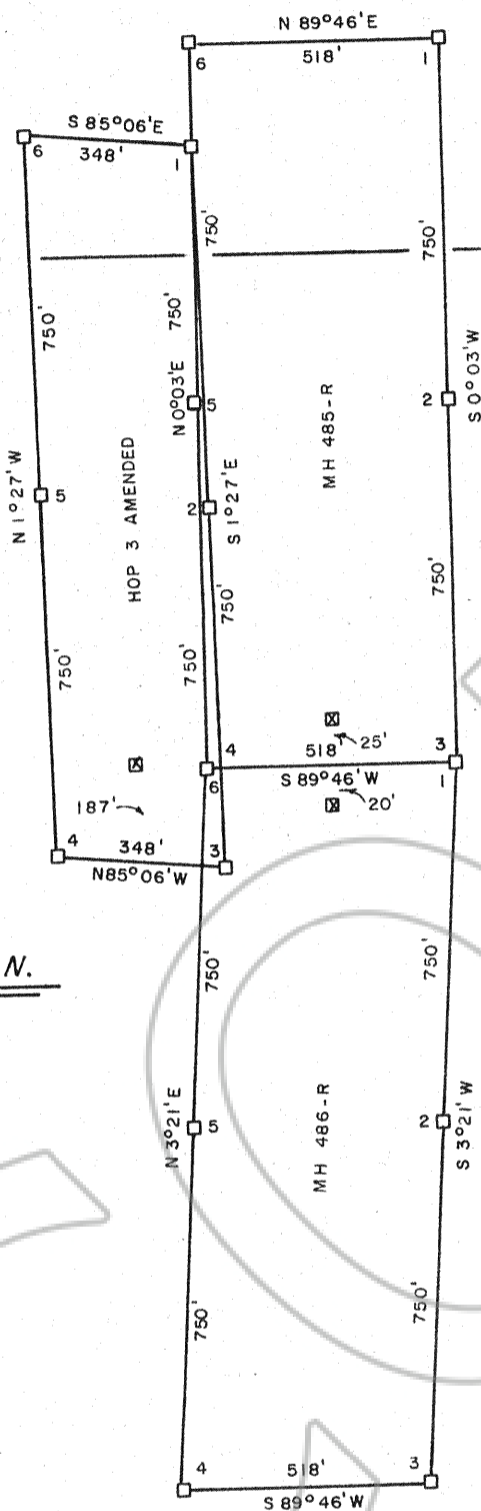 N 89°46'E
518'
6
1
S 85°06'E
348'
6
1
750'
750'
750'
750'
N 0°03'E
5
2
S 0°03'W
MH 485-R
HOP 3 AMENDED
N 1°27'W
5
2
S 1°27'E
750'
750'
750'
750'
518'
25'
4
3
6
S 89°46'W
1
20'
187'
4
348'
3
N85°06'W
N.
750'
750'
N 3°21'E
5
2
S 3°21'W
MH 486-R
750'
750'
4
518'
3
S 89°46'W